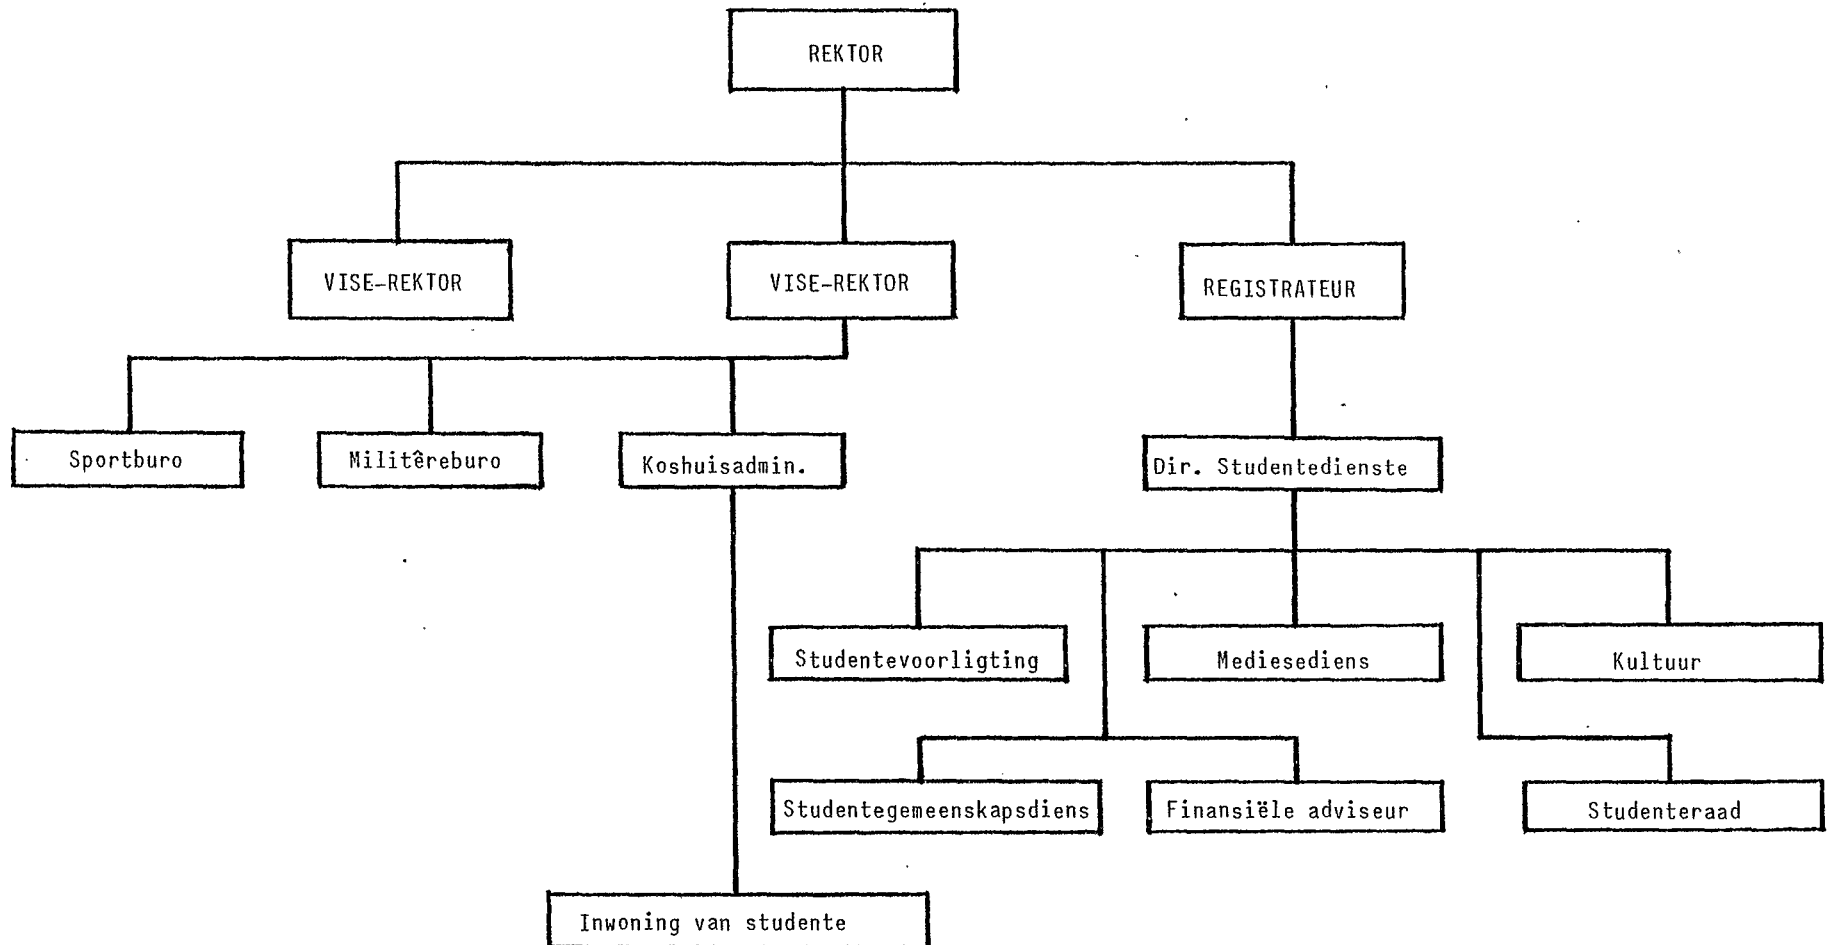 REKTOR
VISE-REKTOR
VISE-REKTOR
REGISTRATEUR
Sportburo
Militêreburo
Koshuisadmin.
Dir. Studentedienste
Studentevoorligting
Mediesediens
Kultuur
Studentegemeenskapsdiens
Finansiële adviseur
Studenteraad
Inwoning van studente